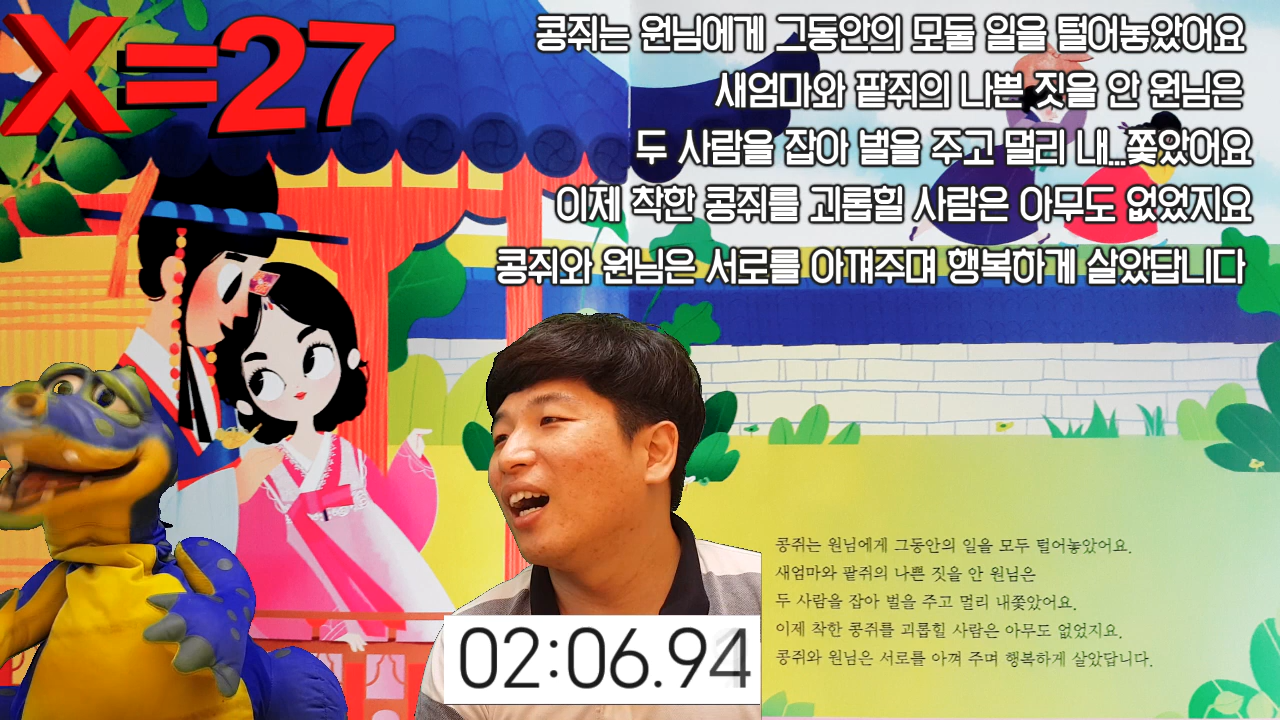 X=27
콩쥐는 원님에게 그동안의 모둘 일을 털어놓았어요
새엄마와 팥쥐의 나쁜 짓을 안 원님은
두 사람을 잡아 벌을 주고 멀리 내...쫓았어요
이제 착한 콩쥐를 괴롭힐 사람은 아무도 없었지요
콩쥐와 원님은 서로를 아껴주며 행복하게 살았답니다
콩쥐는 원님에게 그동안의 일을 모두 털어놓았어요.
새엄마와 팥쥐의 나쁜 짓을 안 원님은
두 사람을 잡아 벌을 주고 멀리 내쫓았어요.
이제 착한 콩쥐를 괴롭힐 사람은 아무도 없었지요.
콩쥐와 원님은 서로를 아껴 주며 행복하게 살았답니다.
02:06.94